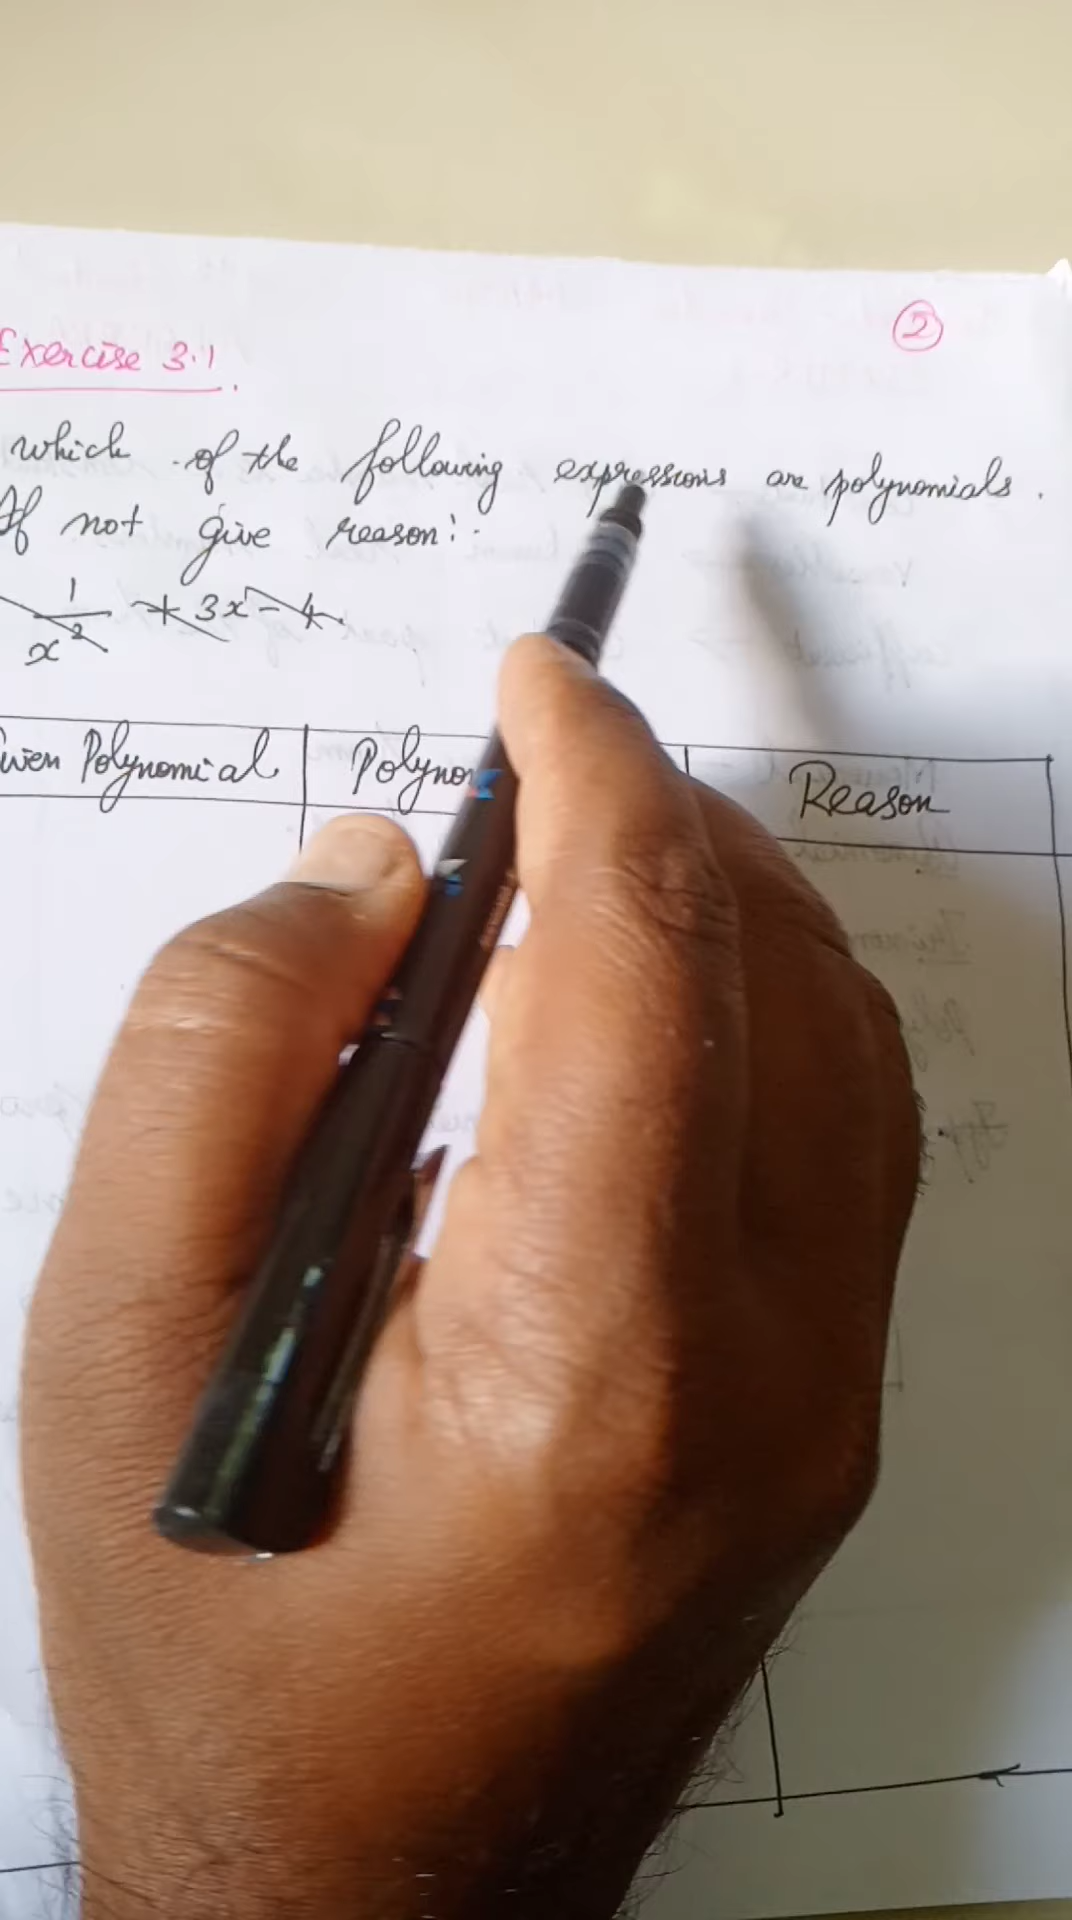 2
Exercise 3.1
which of the following expressions are polynomials.
If not give reason:
1/x² + 3x - 4
Polynomial
Reason